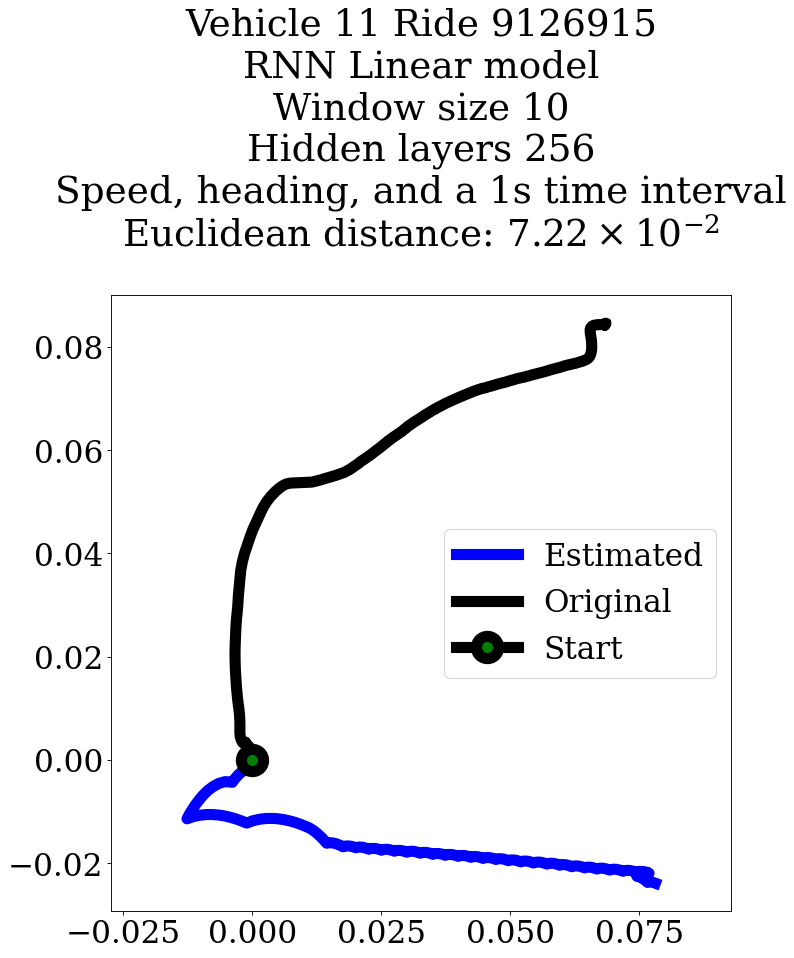 Vehicle 11 Ride 9126915
RNN Linear model
Window size 10
Hidden layers 256
Speed, heading, and a 1s time interval
Euclidean distance: 7.22 × 10⁻²
0.08
0.06
0.04
0.02
0.00
−0.02
Estimated
Original
Start
−0.025 0.000 0.025 0.050 0.075